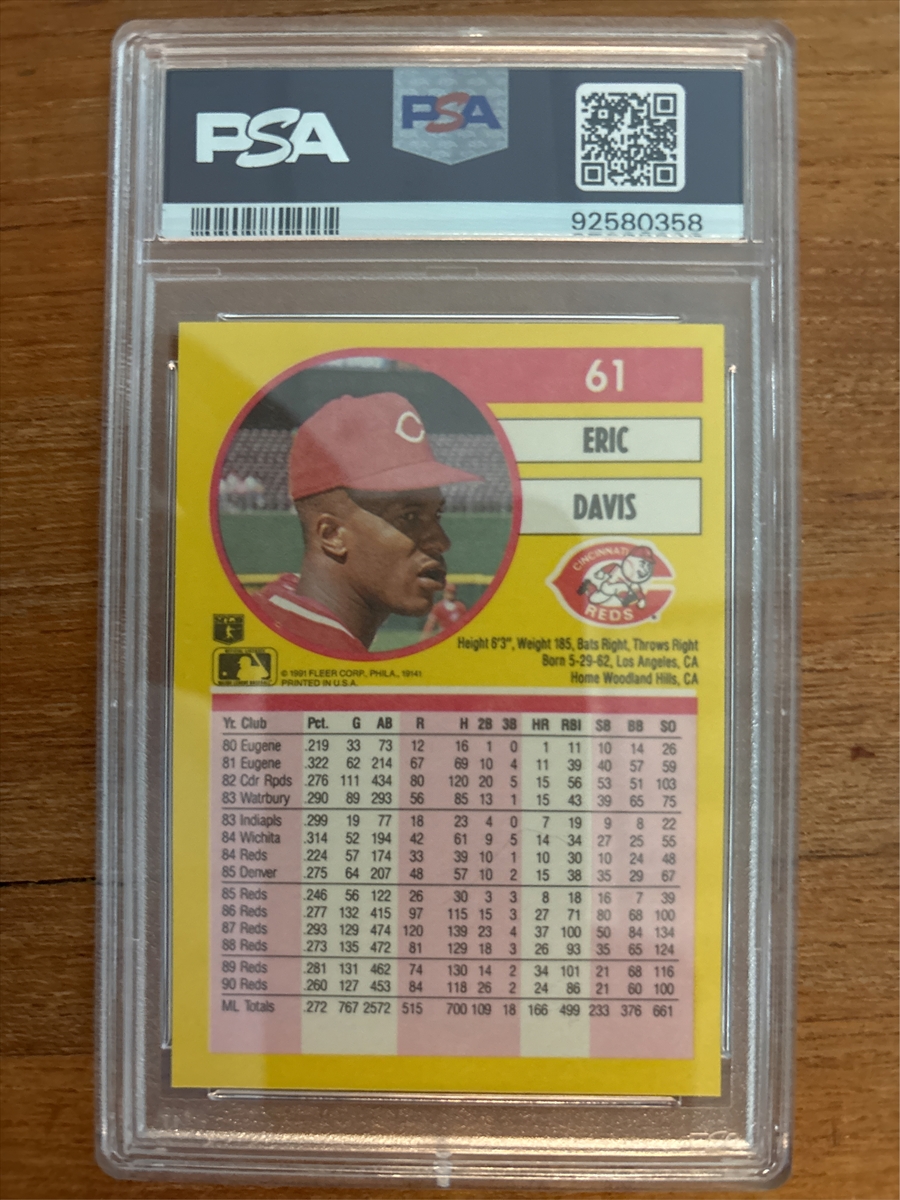 PSA
PSA
92580358
61
ERIC
DAVIS
CINCINNATI
REDS
Height 6'3", Weight 185, Bats Right, Throws Right
Born 5-29-62, Los Angeles, CA
Home Woodland Hills, CA
© 1991 FLEER CORP., PHILA., 19141
PRINTED IN U.S.A.
Yr. Club Pct. G AB R H 2B 3B HR RBI SB BB SO
80 Eugene .219 33 73 12 16 1 0 1 11 10 14 26
81 Eugene .322 62 214 67 69 10 4 11 39 40 57 59
82 Cdr Rpds .276 111 434 80 120 20 5 15 56 53 51 103
83 Watrbury .290 89 293 56 85 13 1 15 43 39 65 75
83 Indiapls .299 19 77 18 23 4 0 7 19 9 8 22
84 Wichita .314 52 194 42 61 9 5 14 34 27 25 55
84 Reds .224 57 174 33 39 10 1 10 30 10 24 48
85 Denver .275 64 207 48 57 10 2 15 38 35 29 67
85 Reds .246 56 122 26 30 3 3 8 18 16 7 39
86 Reds .277 132 415 97 115 15 3 27 71 80 68 100
87 Reds .293 129 474 120 139 23 4 37 100 50 84 134
88 Reds .273 135 472 81 129 18 3 26 93 35 65 124
89 Reds .281 131 462 74 130 14 2 34 101 21 68 116
90 Reds .260 127 453 84 118 26 2 24 86 21 60 100
ML Totals .272 767 2572 515 700 109 18 166 499 233 376 661